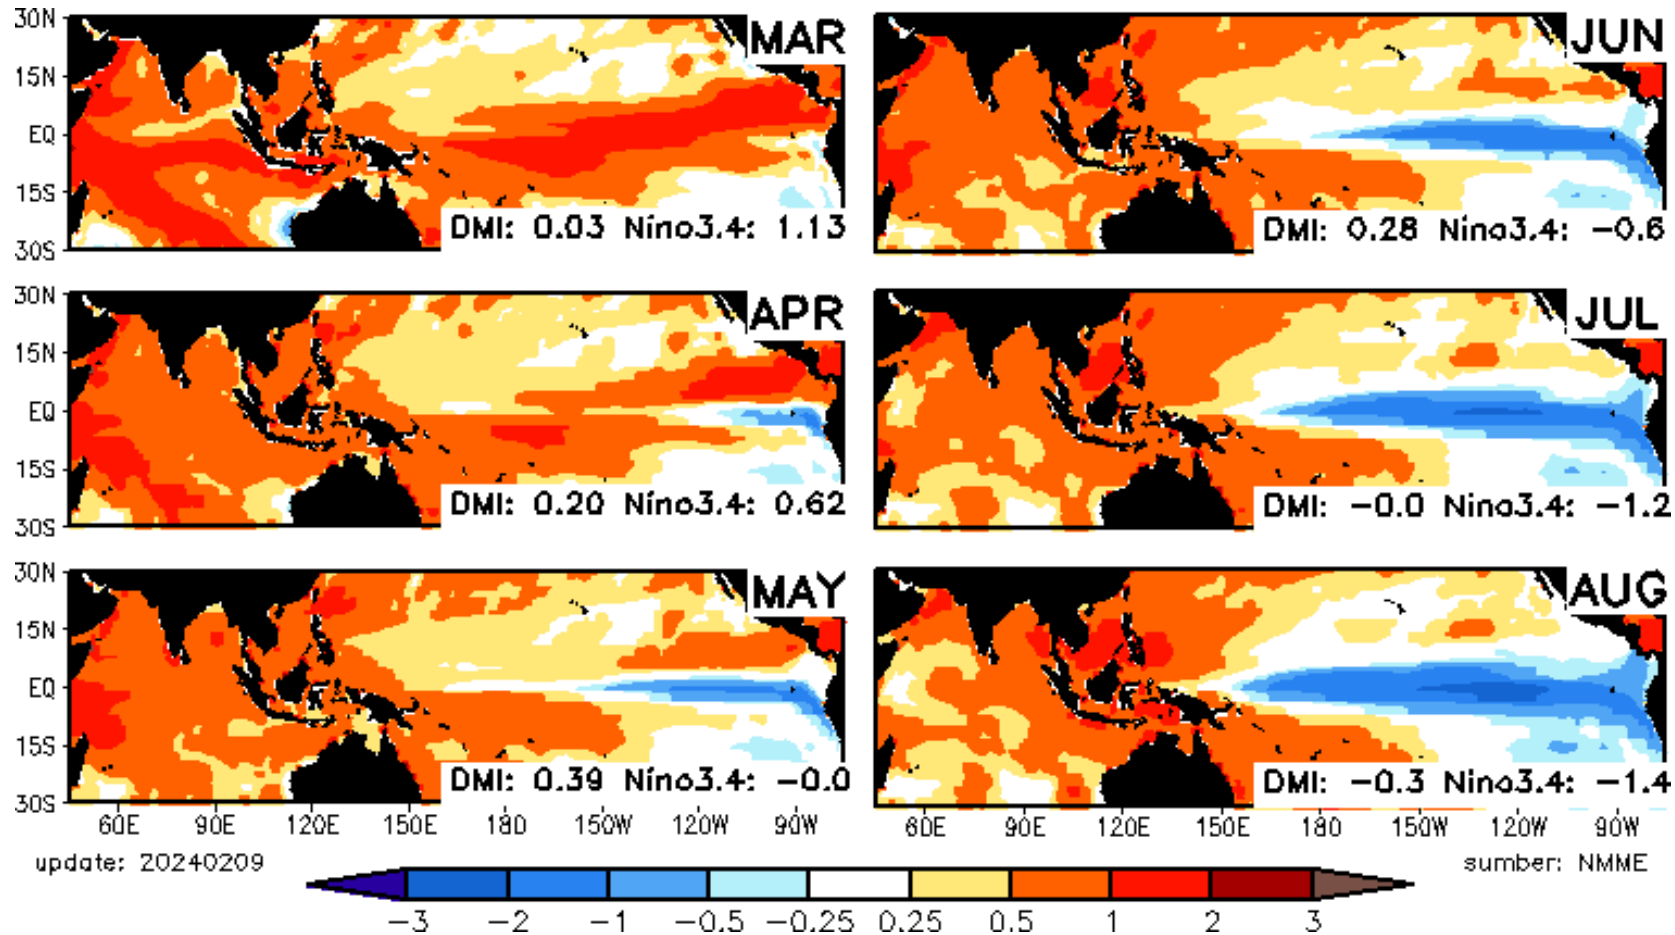 30N
15N
EQ
15S
30S
MAR
DMI: 0.03 Nino3.4: 1.13
JUN
DMI: 0.28 Nino3.4: -0.6
30N
15N
EQ
15S
30S
APR
DMI: 0.20 Nino3.4: 0.62
JUL
DMI: -0.0 Nino3.4: -1.2
30N
15N
EQ
15S
30S
MAY
DMI: 0.39 Nino3.4: -0.0
AUG
DMI: -0.3 Nino3.4: -1.4
60E 90E 120E 150E 180 150W 120W 90W
60E 90E 120E 150E 180 150W 120W 90W
update: 20240209
sumber: NMME
-3 -2 -1 -0.5 -0.25 0.25 0.5 1 2 3